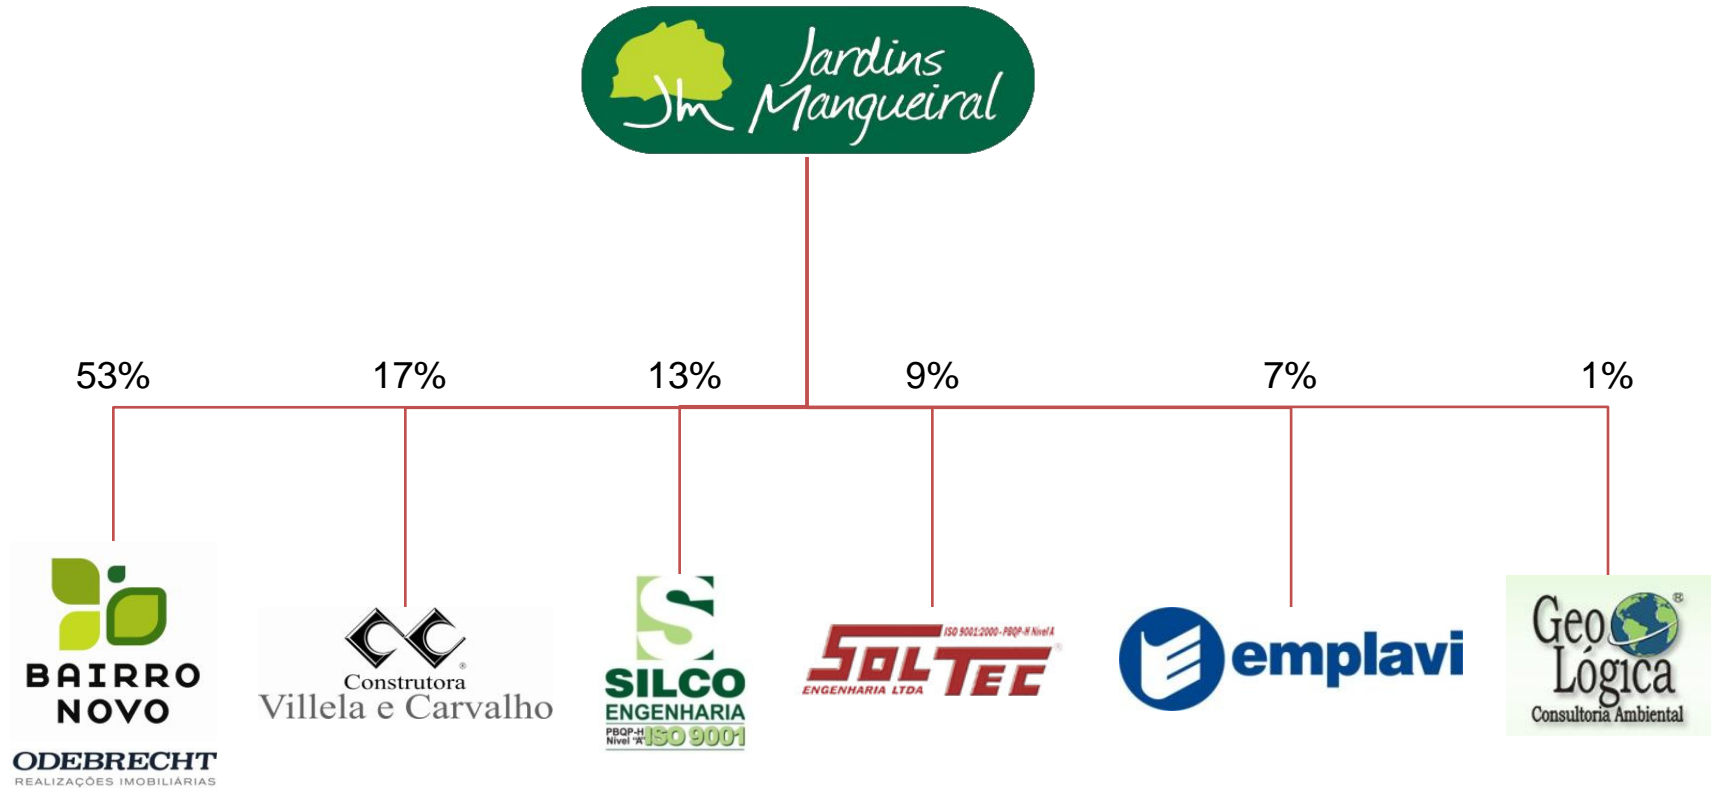 Jardins
Jm Mangueiral
53% 17% 13% 9% 7% 1%
BAIRRO
NOVO
ODEBRECHT
REALIZAÇÕES IMOBILIÁRIAS
®
Construtora
Villela e Carvalho
S
SILCO
ENGENHARIA
PBQP-H
Nível "A" ISO 9001
ISO 9001:2000 - PBQP-H Nível A
SOLTEC ®
ENGENHARIA LTDA
emplavi
Geo ®
Lógica
Consultoria Ambiental